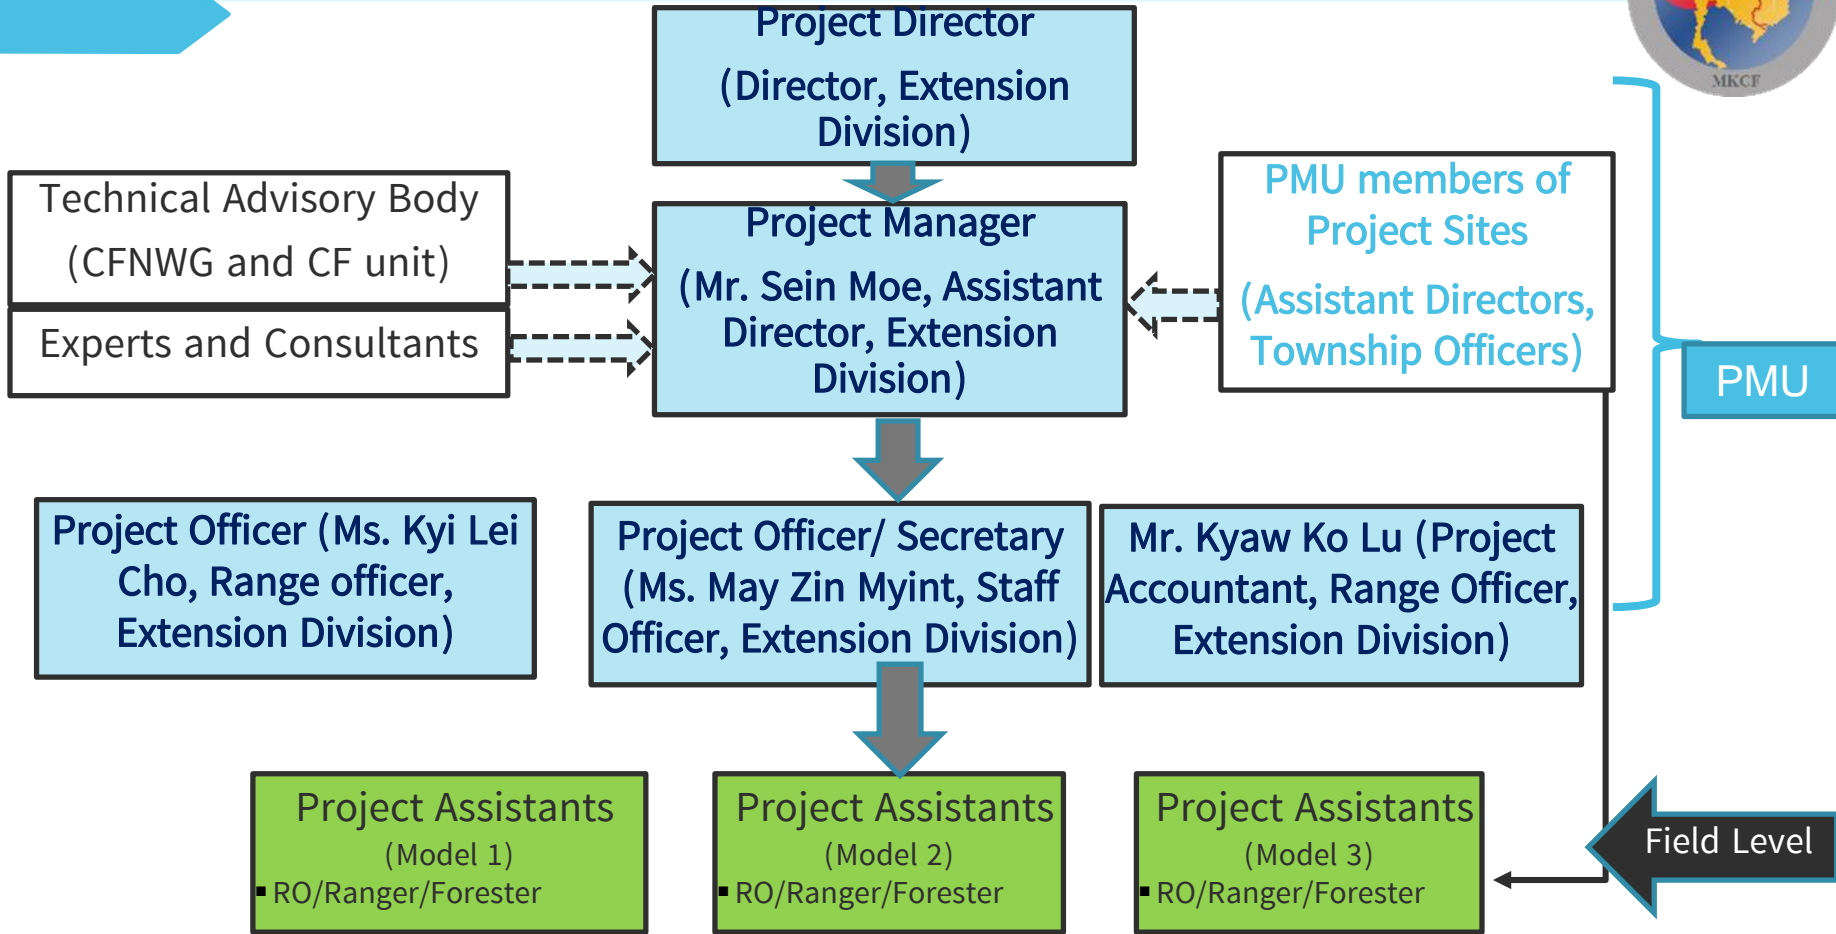 Project Director
(Director, Extension
Division)
MKCF
Technical Advisory Body
(CFNWG and CF unit)
Experts and Consultants
Project Manager
(Mr. Sein Moe, Assistant
Director, Extension
Division)
PMU members of
Project Sites
(Assistant Directors,
Township Officers)
PMU
Project Officer (Ms. Kyi Lei
Cho, Range officer,
Extension Division)
Project Officer/ Secretary
(Ms. May Zin Myint, Staff
Officer, Extension Division)
Mr. Kyaw Ko Lu (Project
Accountant, Range Officer,
Extension Division)
Project Assistants
(Model 1)
▪ RO/Ranger/Forester
Project Assistants
(Model 2)
▪ RO/Ranger/Forester
Project Assistants
(Model 3)
▪ RO/Ranger/Forester
Field Level